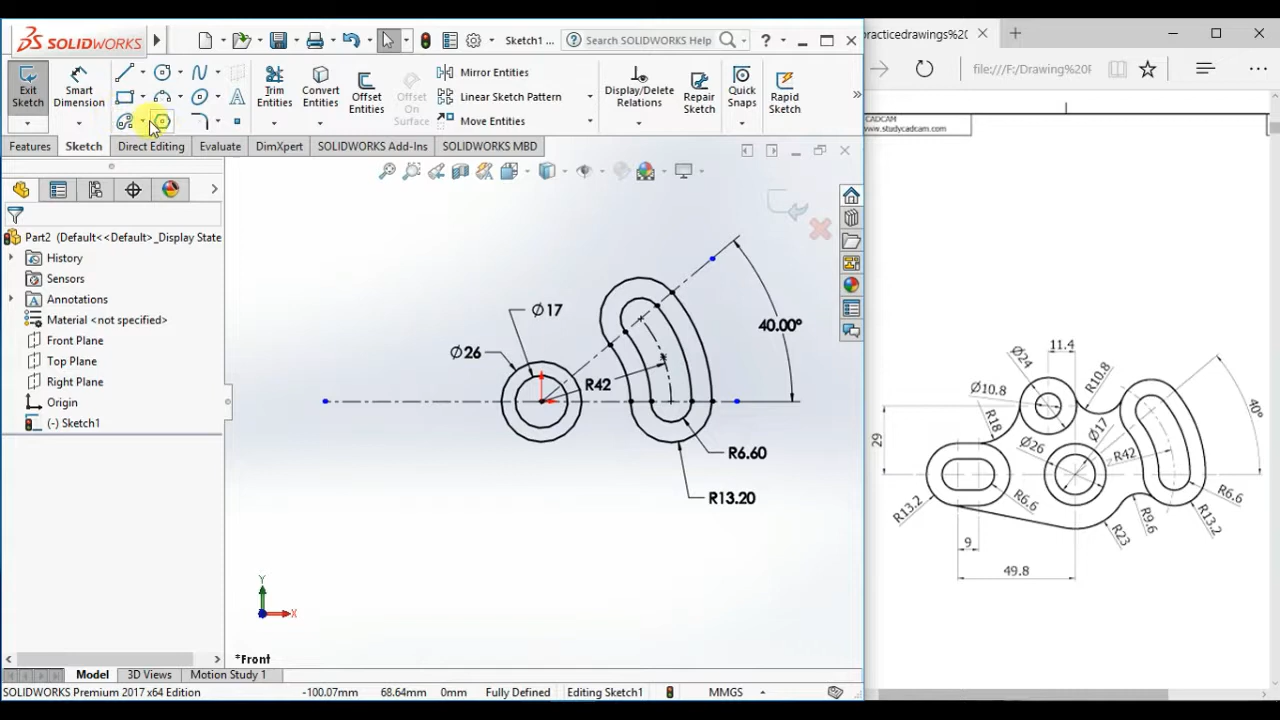 SOLIDWORKS
Sketch1 ...
Search SOLIDWORKS Help
?
practicedrawings%20
file:///F:/Drawing%20F
Exit Sketch
Smart Dimension
Trim Entities
Convert Entities
Offset Entities
Offset On Surface
Mirror Entities
Linear Sketch Pattern
Move Entities
Display/Delete Relations
Repair Sketch
Quick Snaps
Rapid Sketch
Features
Sketch
Direct Editing
Evaluate
DimXpert
SOLIDWORKS Add-Ins
SOLIDWORKS MBD
CADCAM
www.studycadcam.com
Part2 (Default<<Default>_Display State
History
Sensors
Annotations
Material <not specified>
Front Plane
Top Plane
Right Plane
Origin
(-) Sketch1
Ø17
Ø26
40.00°
R42
R6.60
R13.20
Y
X
*Front
11.4
Ø24
R10.8
Ø10.8
R18
Ø17
40°
29
Ø26
R42
R13.2
R6.6
R6.6
R9.6
R13.2
R23
9
49.8
Model
3D Views
Motion Study 1
SOLIDWORKS Premium 2017 x64 Edition
-100.07mm
68.64mm
0mm
Fully Defined
Editing Sketch1
MMGS